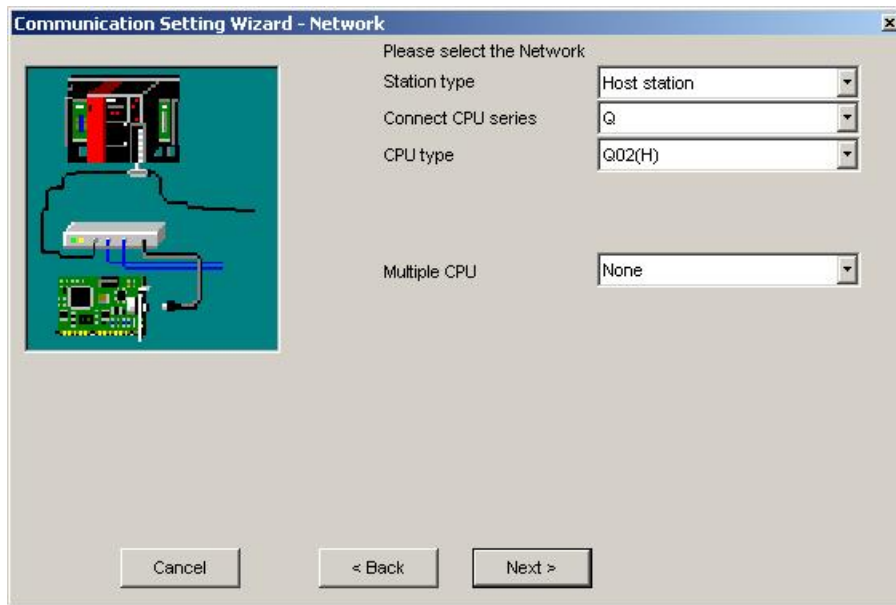 Communication Setting Wizard - Network
Please select the Network
Station type Host station
Connect CPU series Q
CPU type Q02(H)
Multiple CPU None
Cancel < Back Next >